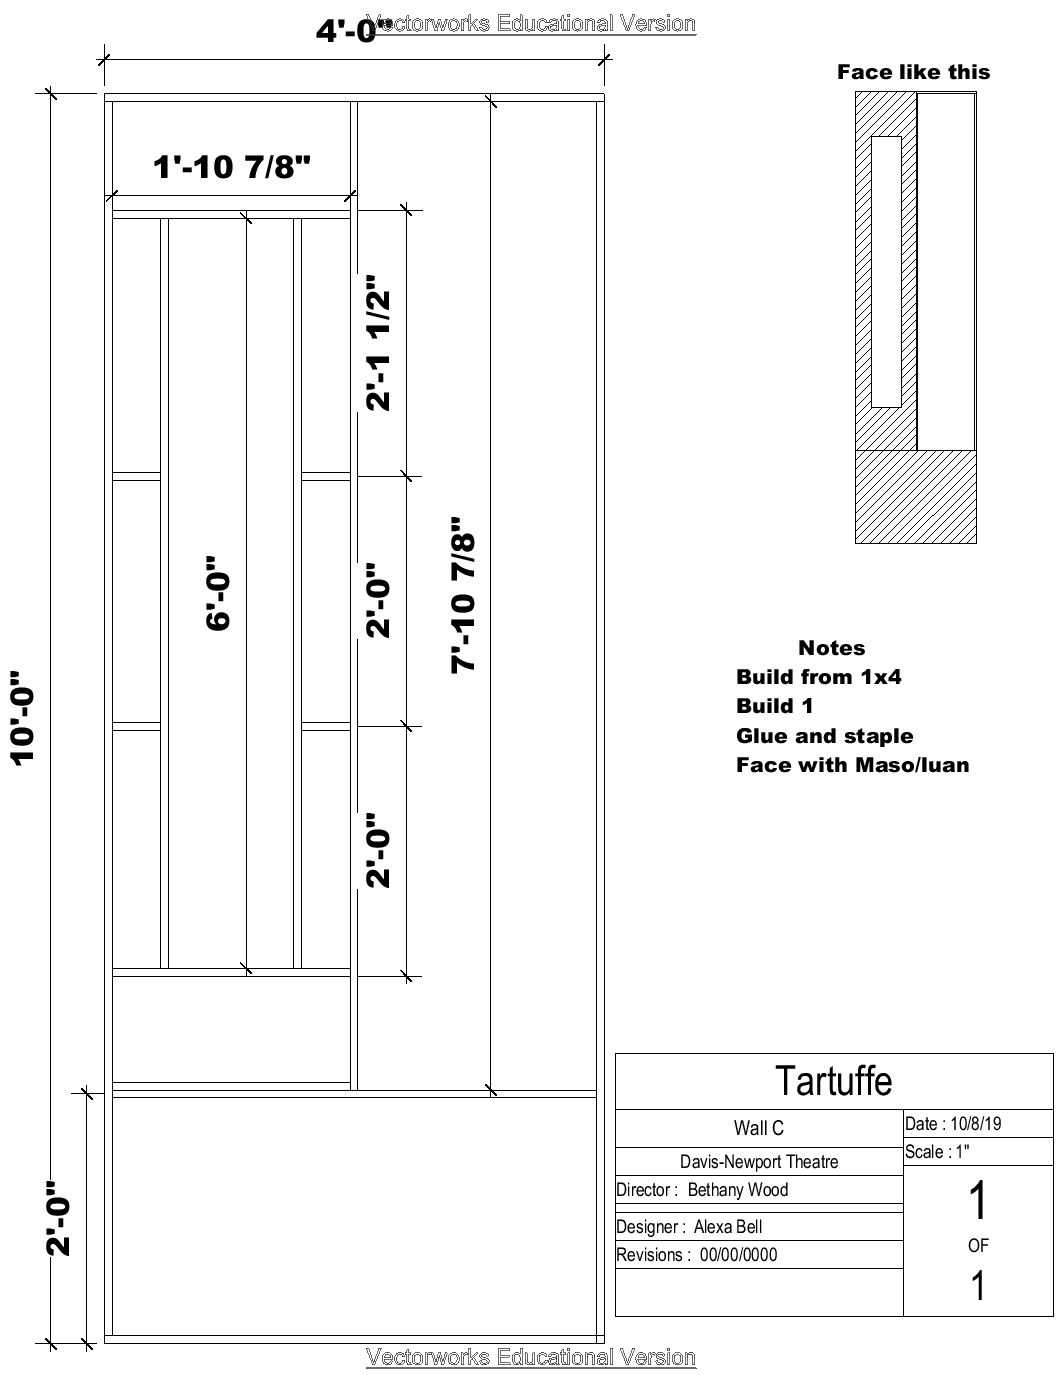 Vectorworks Educational Version
4'-0"
Face like this
1'-10 7/8"
2'-1 1/2"
6'-0"
2'-0"
7'-10 7/8"
10'-0"
2'-0"
2'-0"
Notes
Build from 1x4
Build 1
Glue and staple
Face with Maso/luan
Tartuffe
Wall C
Davis-Newport Theatre
Director : Bethany Wood
Designer : Alexa Bell
Revisions : 00/00/0000
Date : 10/8/19
Scale : 1"
1
OF
1
Vectorworks Educational Version